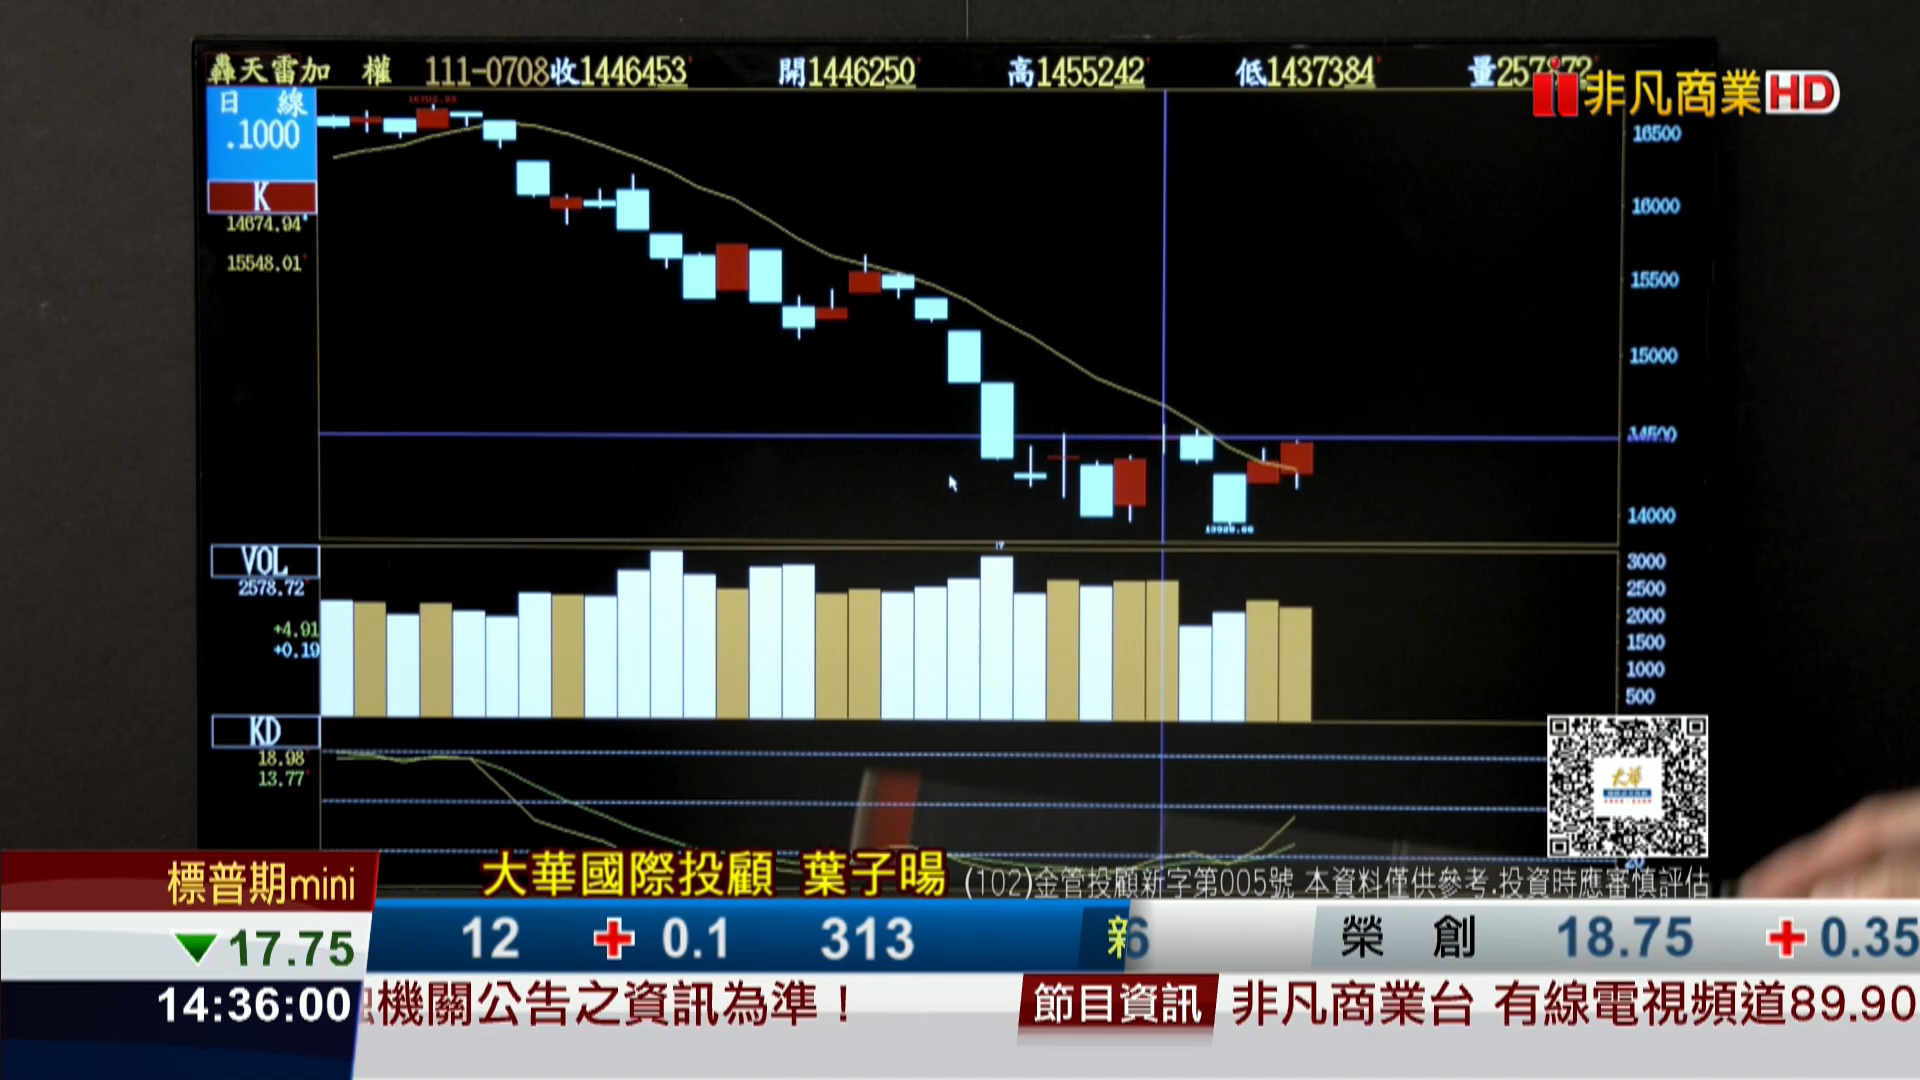 轟天雷加 權 111-0708收1446453 開1446250 高1455242 低1437384 量257872
非凡商業HD
日 線
.1000
K
14674.94
15548.01
16500
16000
15500
15000
14500
14000
VOL
2578.72
+4.91
+0.19
3000
2500
2000
1500
1000
500
KD
18.98
13.77
20
大華
標普期mini
大華國際投顧 葉子暘
(102)金管投顧新字第005號 本資料僅供參考.投資時應審慎評估
▼17.75
12 + 0.1 313
6 榮 創 18.75 + 0.35
14:36:00
機關公告之資訊為準！
節目資訊 非凡商業台 有線電視頻道89.90